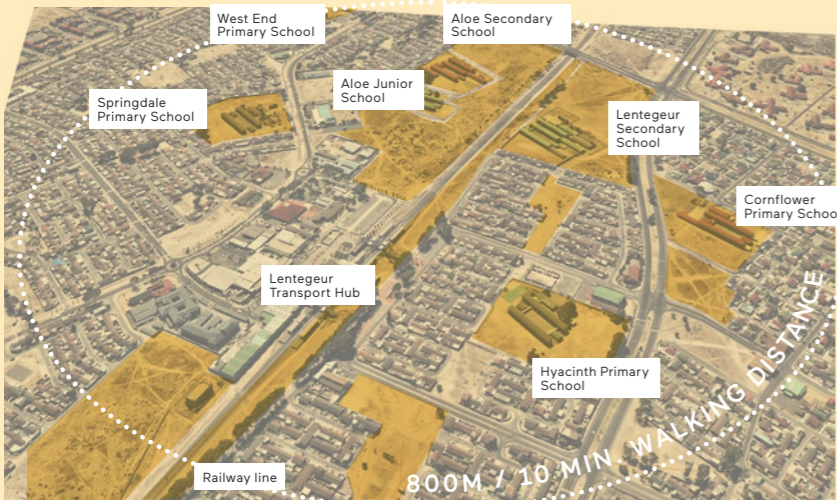 West End
Primary School
Aloe Secondary
School
Aloe Junior
School
Springdale
Primary School
Lentegeur
Secondary
School
Cornflower
Primary Schoo
Lentegeur
Transport Hub
Hyacinth Primary
School
Railway line
800M / 10 MIN. WALKING DISTANCE